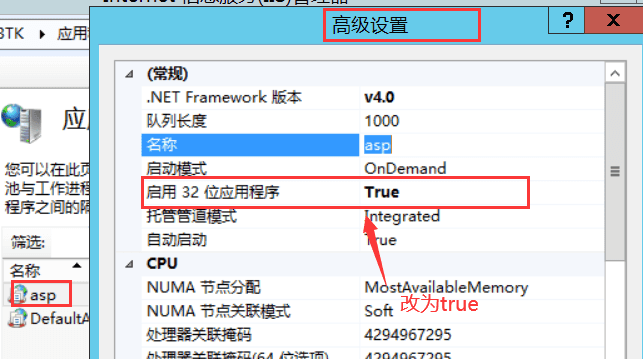 Internet 信息服务(IIS)管理器
高级设置
?
X
BTK
应用
应用
您可以在此页
池与工作进程
程序之间的隔
筛选:
名称
asp
DefaultA
(常规)
.NET Framework 版本 v4.0
队列长度 1000
名称 asp
启动模式 OnDemand
启用 32 位应用程序 True
托管管道模式 Integrated
自动启动 True
改为true
CPU
NUMA 节点分配 MostAvailableMemory
NUMA 节点关联模式 Soft
处理器关联掩码 4294967295
处理器关联掩码(64 位选项) 4294967295